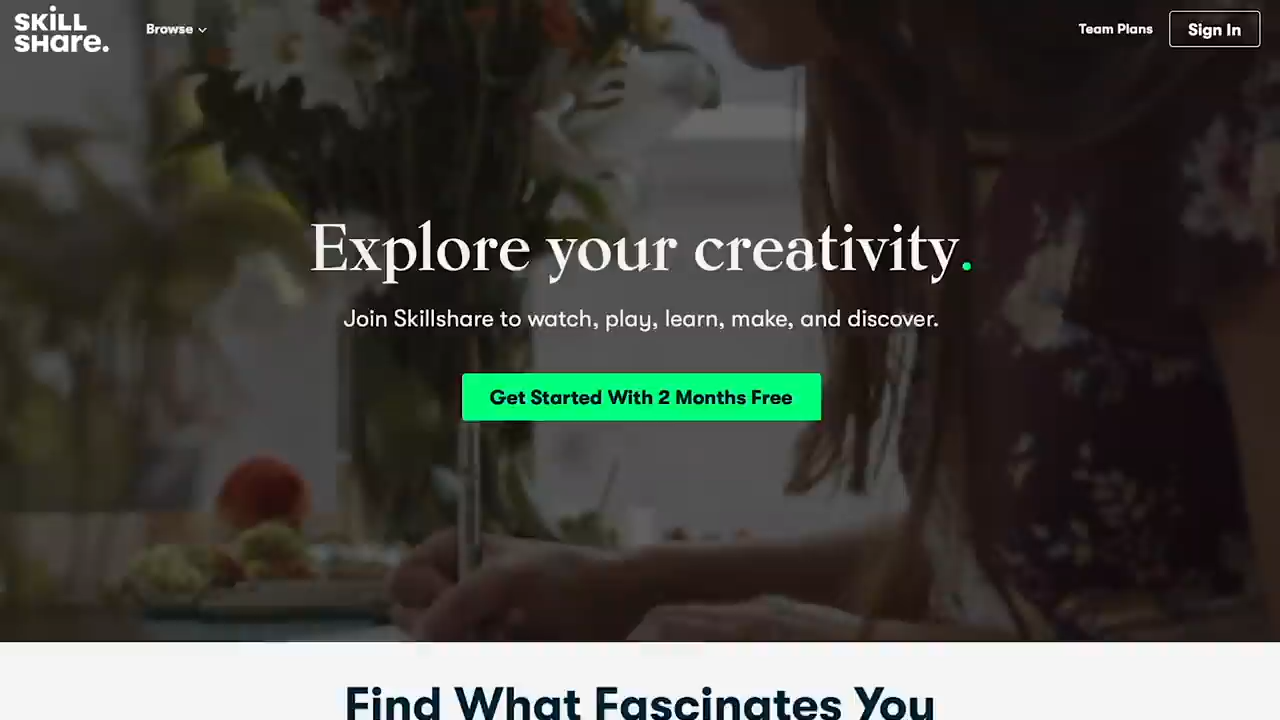 SKILL
SHare.
Browse
Team Plans
Sign In
Explore your creativity.
Join Skillshare to watch, play, learn, make, and discover.
Get Started With 2 Months Free
Find What Fascinates You